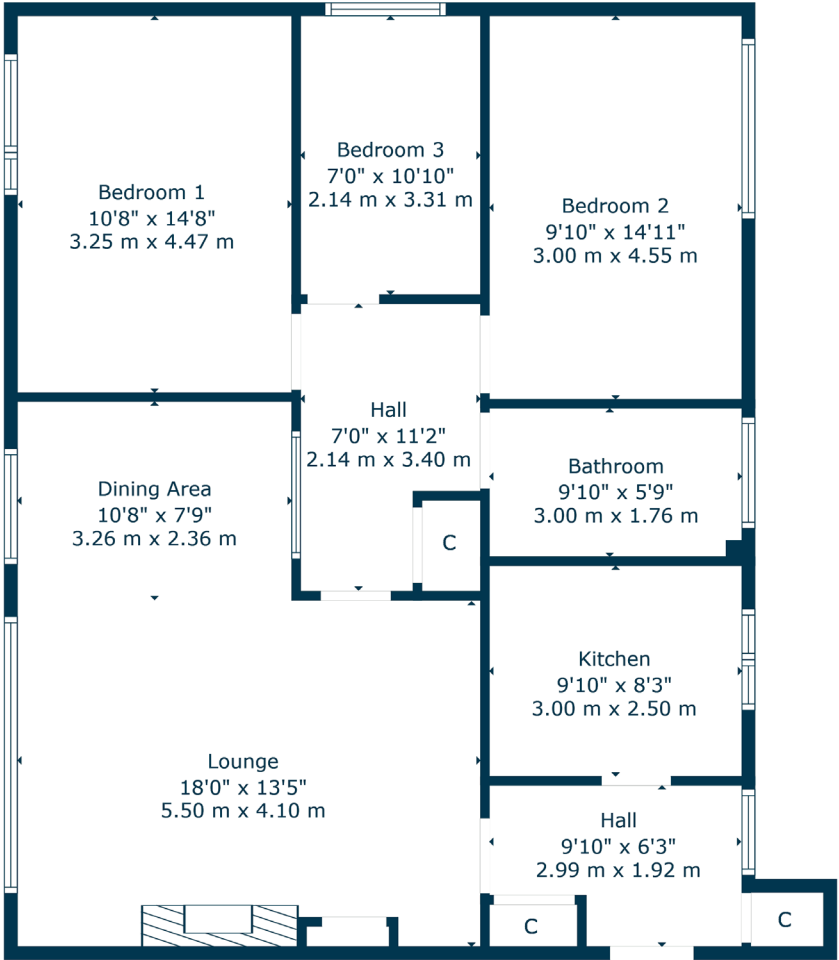 Bedroom 1
10'8" x 14'8"
3.25 m x 4.47 m
Bedroom 3
7'0" x 10'10"
2.14 m x 3.31 m
Bedroom 2
9'10" x 14'11"
3.00 m x 4.55 m
Hall
7'0" x 11'2"
2.14 m x 3.40 m
Dining Area
10'8" x 7'9"
3.26 m x 2.36 m
Bathroom
9'10" x 5'9"
3.00 m x 1.76 m
C
Kitchen
9'10" x 8'3"
3.00 m x 2.50 m
Lounge
18'0" x 13'5"
5.50 m x 4.10 m
Hall
9'10" x 6'3"
2.99 m x 1.92 m
C
C